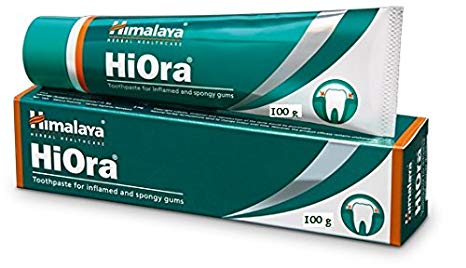 Himalaya
HERBAL HEALTHCARE
HiOra®
Toothpaste for inflamed and spongy gums
100 g
Himalaya
HERBAL HEALTHCARE
HiOra®
Toothpaste for inflamed and spongy gums
100 g